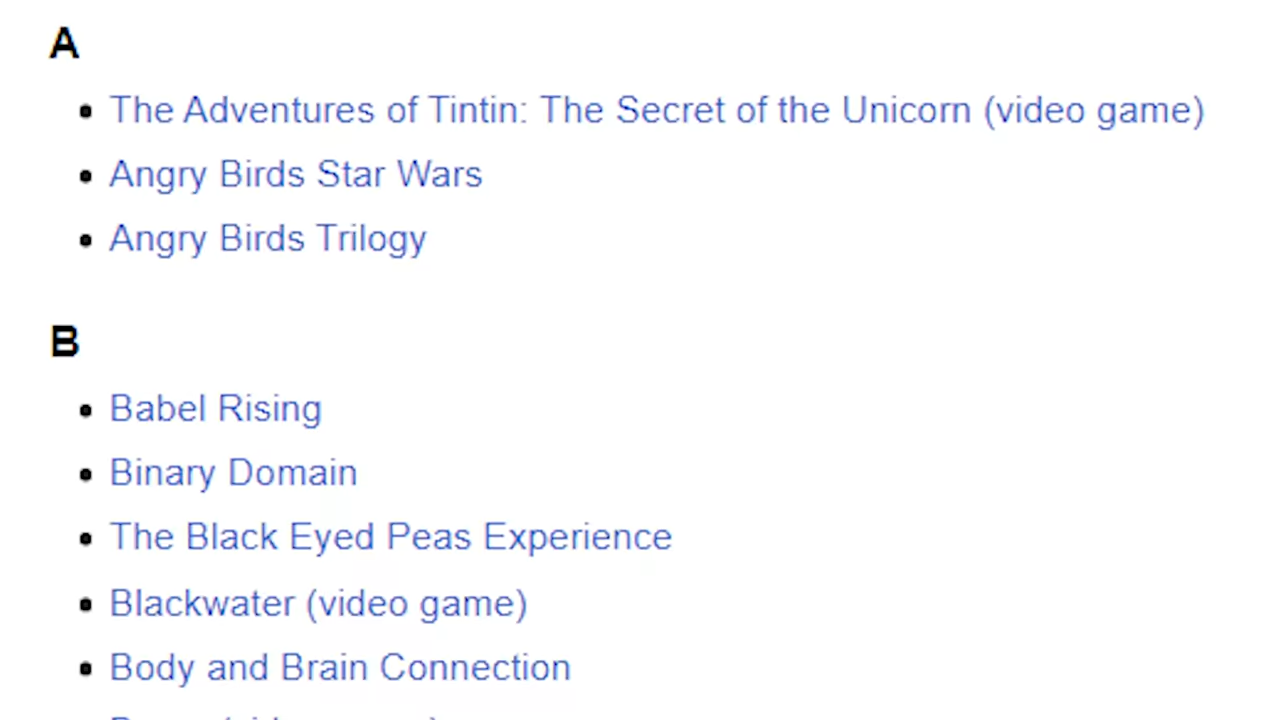 A
The Adventures of Tintin: The Secret of the Unicorn (video game)
Angry Birds Star Wars
Angry Birds Trilogy
B
Babel Rising
Binary Domain
The Black Eyed Peas Experience
Blackwater (video game)
Body and Brain Connection